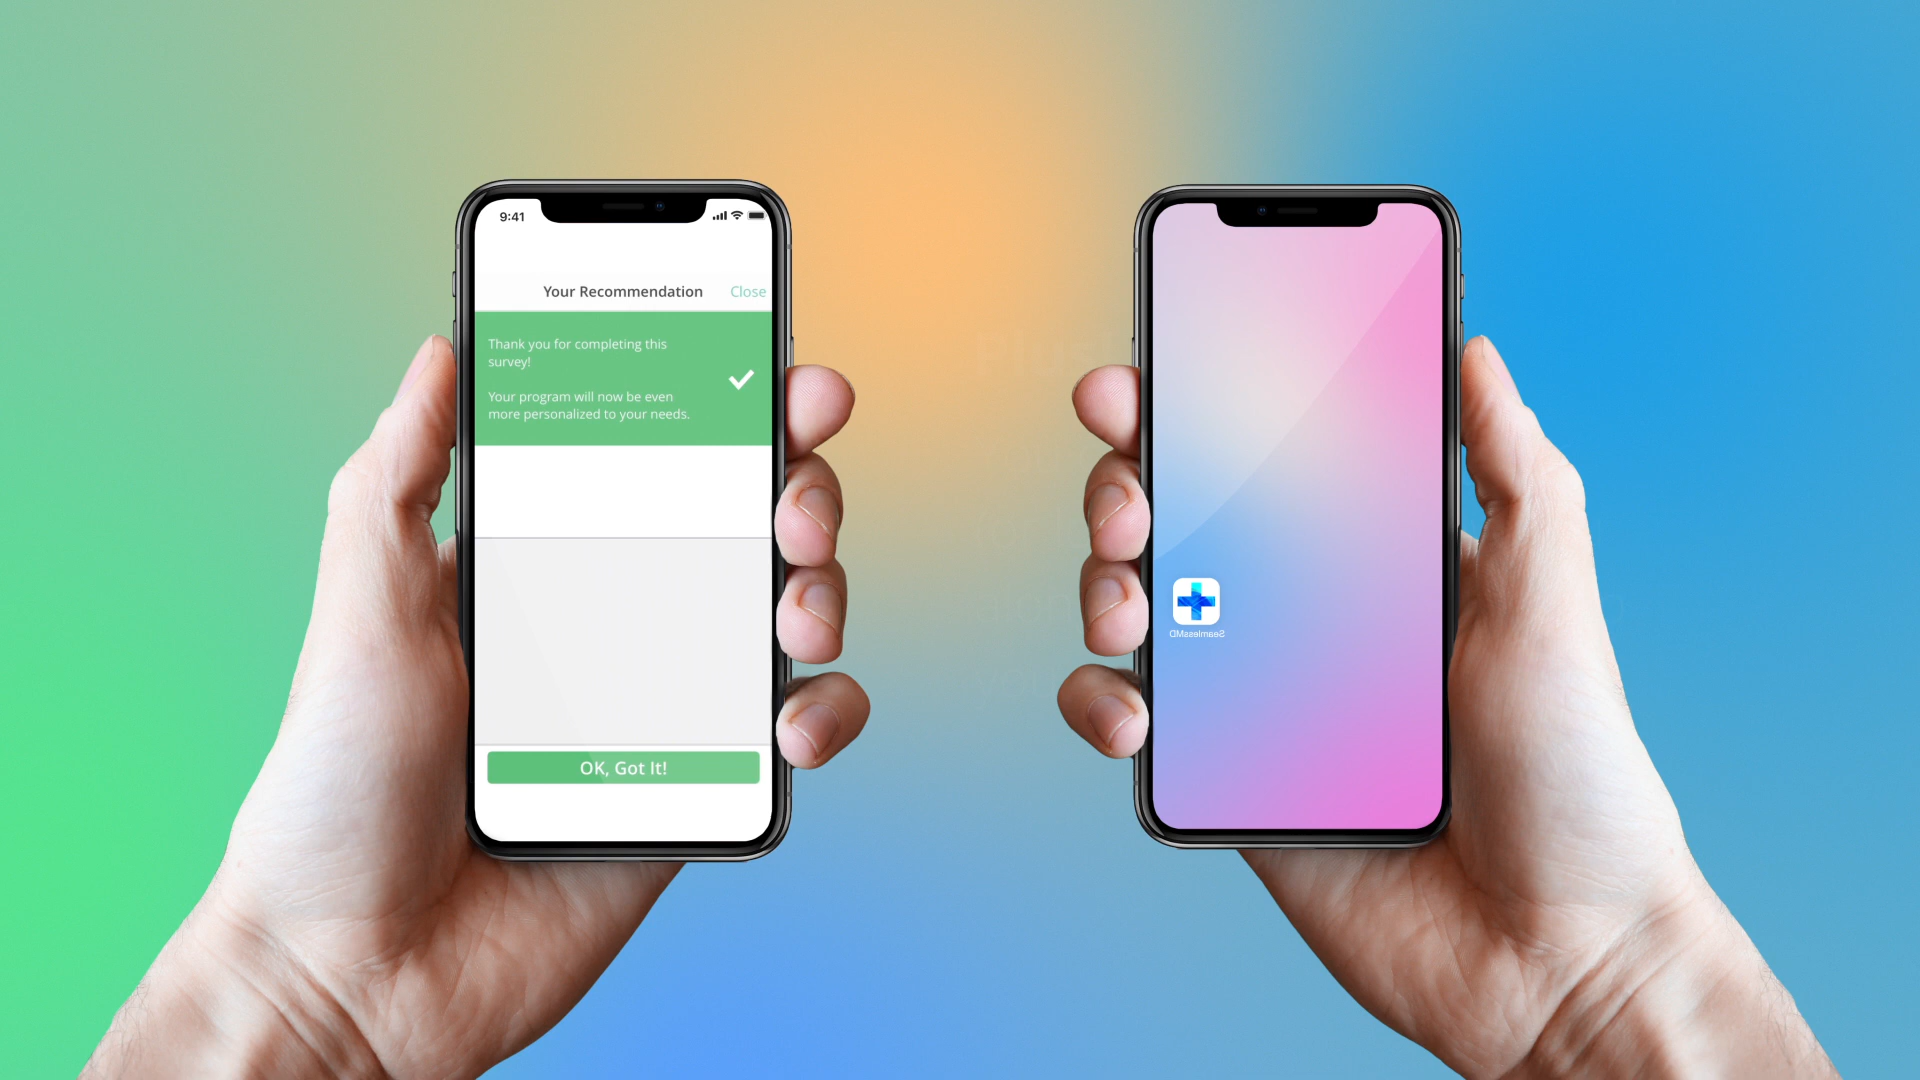 9:41
Your Recommendation
Close
Thank you for completing this
survey!
Your program will now be even
more personalized to your needs.
OK, Got It!
SeamlessMD